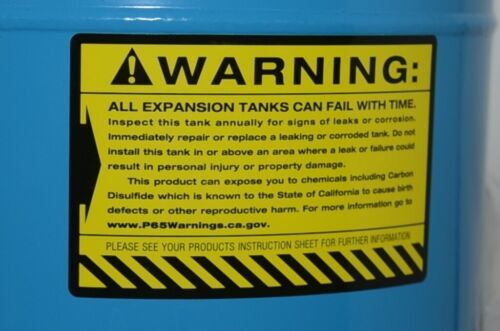 WARNING:
ALL EXPANSION TANKS CAN FAIL WITH TIME.
Inspect this tank annually for signs of leaks or corrosion.
Immediately repair or replace a leaking or corroded tank. Do not
install this tank in or above an area where a leak or failure could
result in personal injury or property damage.
This product can expose you to chemicals including Carbon
Disulfide which is known to the State of California to cause birth
defects or other reproductive harm. For more information go to
www.P65Warnings.ca.gov.
PLEASE SEE YOUR PRODUCTS INSTRUCTION SHEET FOR FURTHER INFORMATION